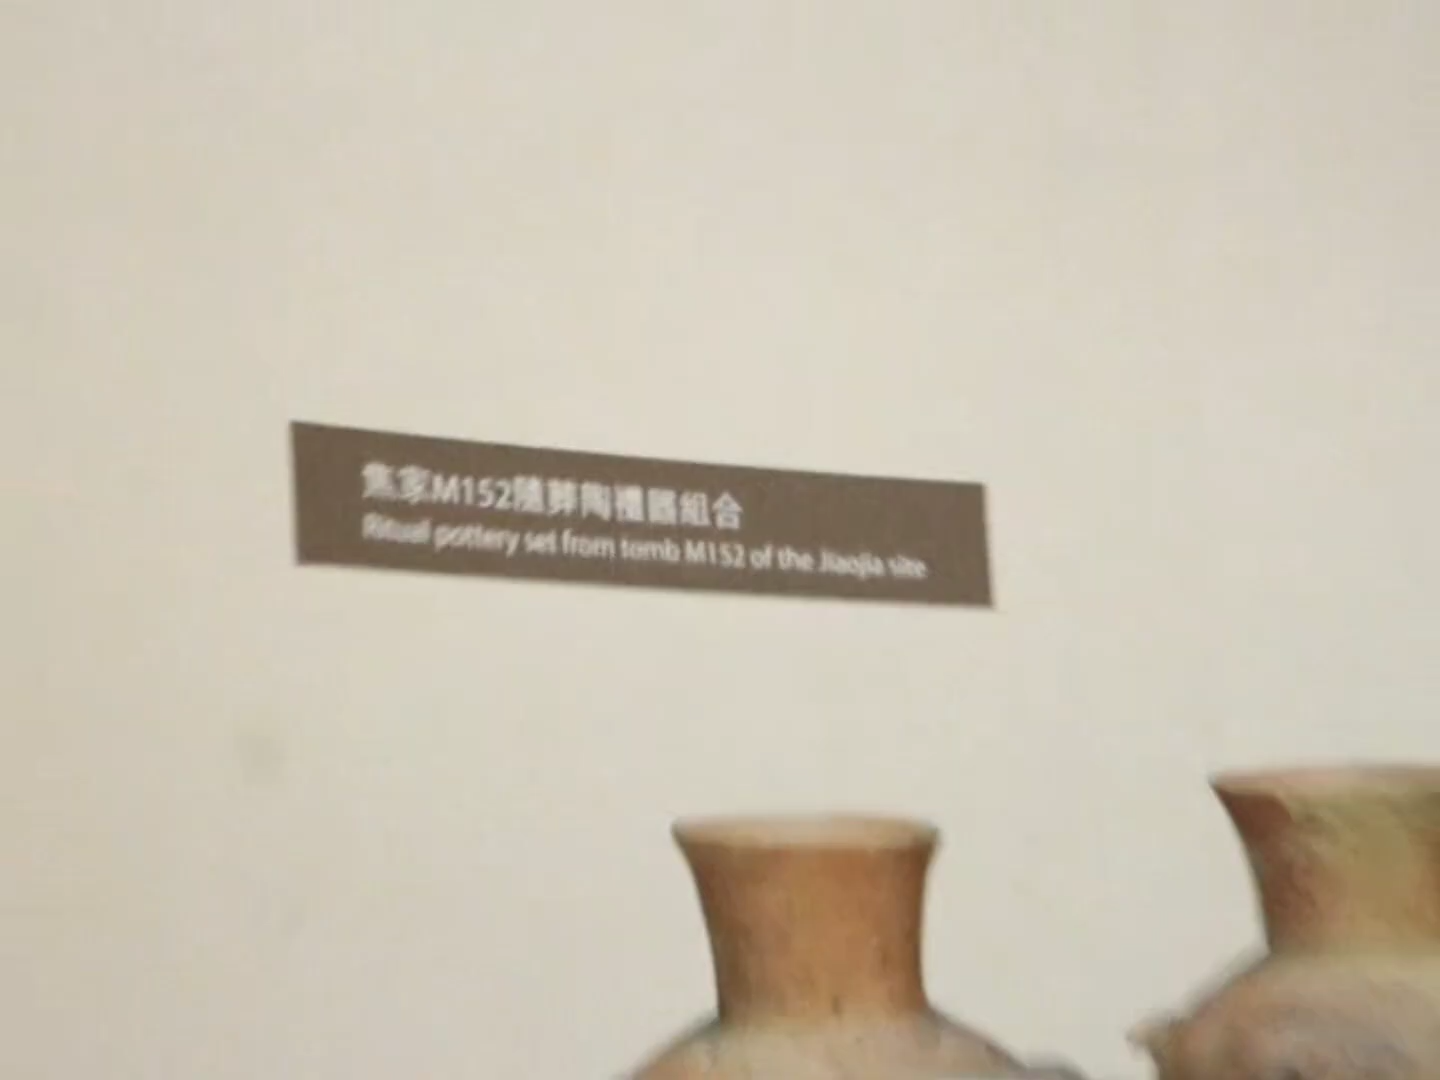 焦家M152隨葬陶禮器組合
Ritual pottery set from tomb M152 of the Jiaojia site